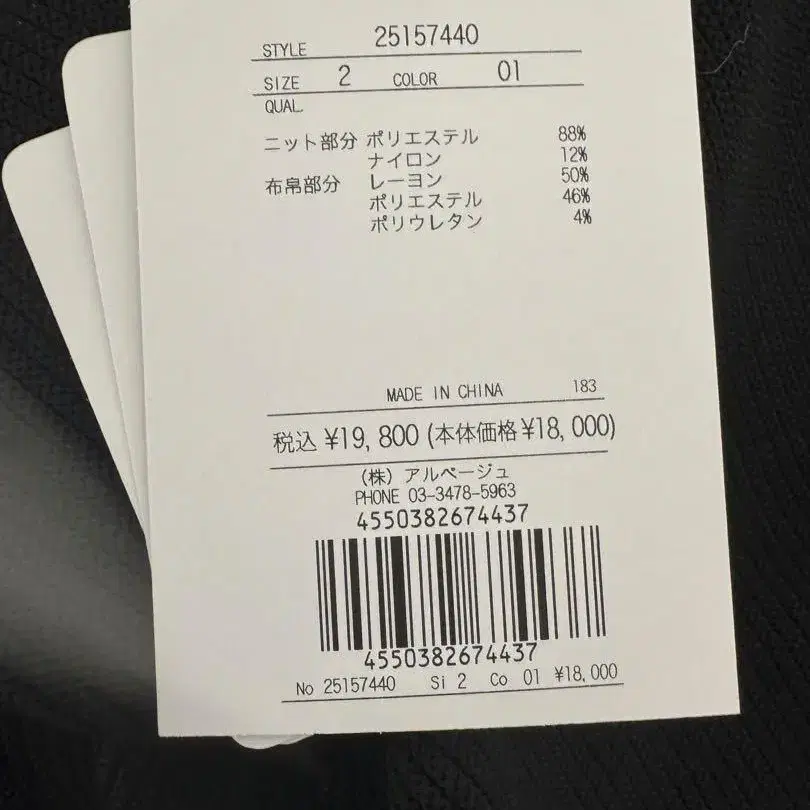 STYLE 25157440
SIZE 2 COLOR 01
QUAL.
ニット部分 ポリエステル 88%
ナイロン 12%
布帛部分 レーヨン 50%
ポリエステル 46%
ポリウレタン 4%
MADE IN CHINA 183
税込 ¥19,800 (本体価格¥18,000)
(株) アルページュ
PHONE 03-3478-5963
4550382674437
4550382674437
No 25157440 Si 2 Co 01 ¥18,000